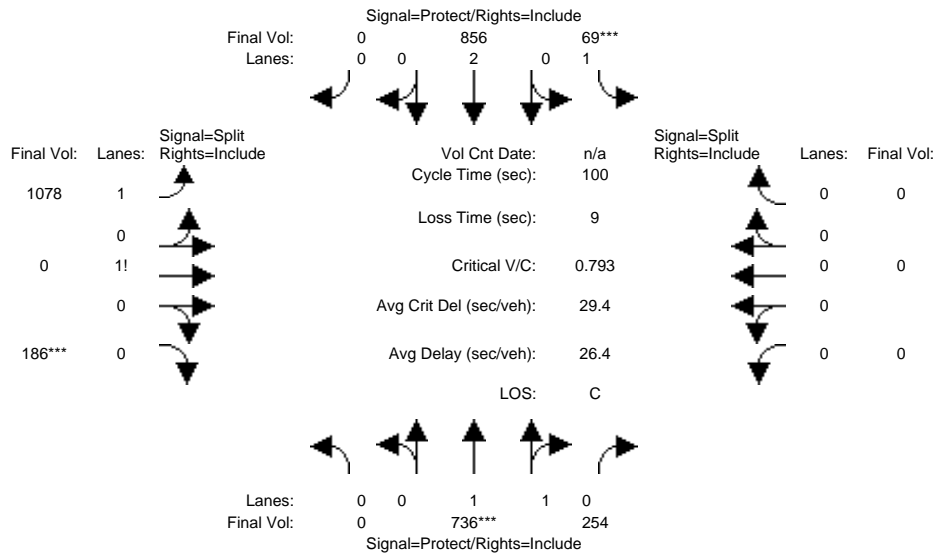 Signal=Protect/Rights=Include
Final Vol: 0 856 69***
Lanes: 0 0 2 0 1
Signal=Split
Final Vol: Lanes: Rights=Include
Vol Cnt Date: n/a
Signal=Split
Rights=Include Lanes: Final Vol:
Cycle Time (sec): 100
1078 1
0 0
Loss Time (sec): 9
0
0
0 1!
Critical V/C: 0.793
0 0
0
Avg Crit Del (sec/veh): 29.4
0
186*** 0
Avg Delay (sec/veh): 26.4
0 0
LOS: C
Lanes: 0 0 1 1 0
Final Vol: 0 736*** 254
Signal=Protect/Rights=Include